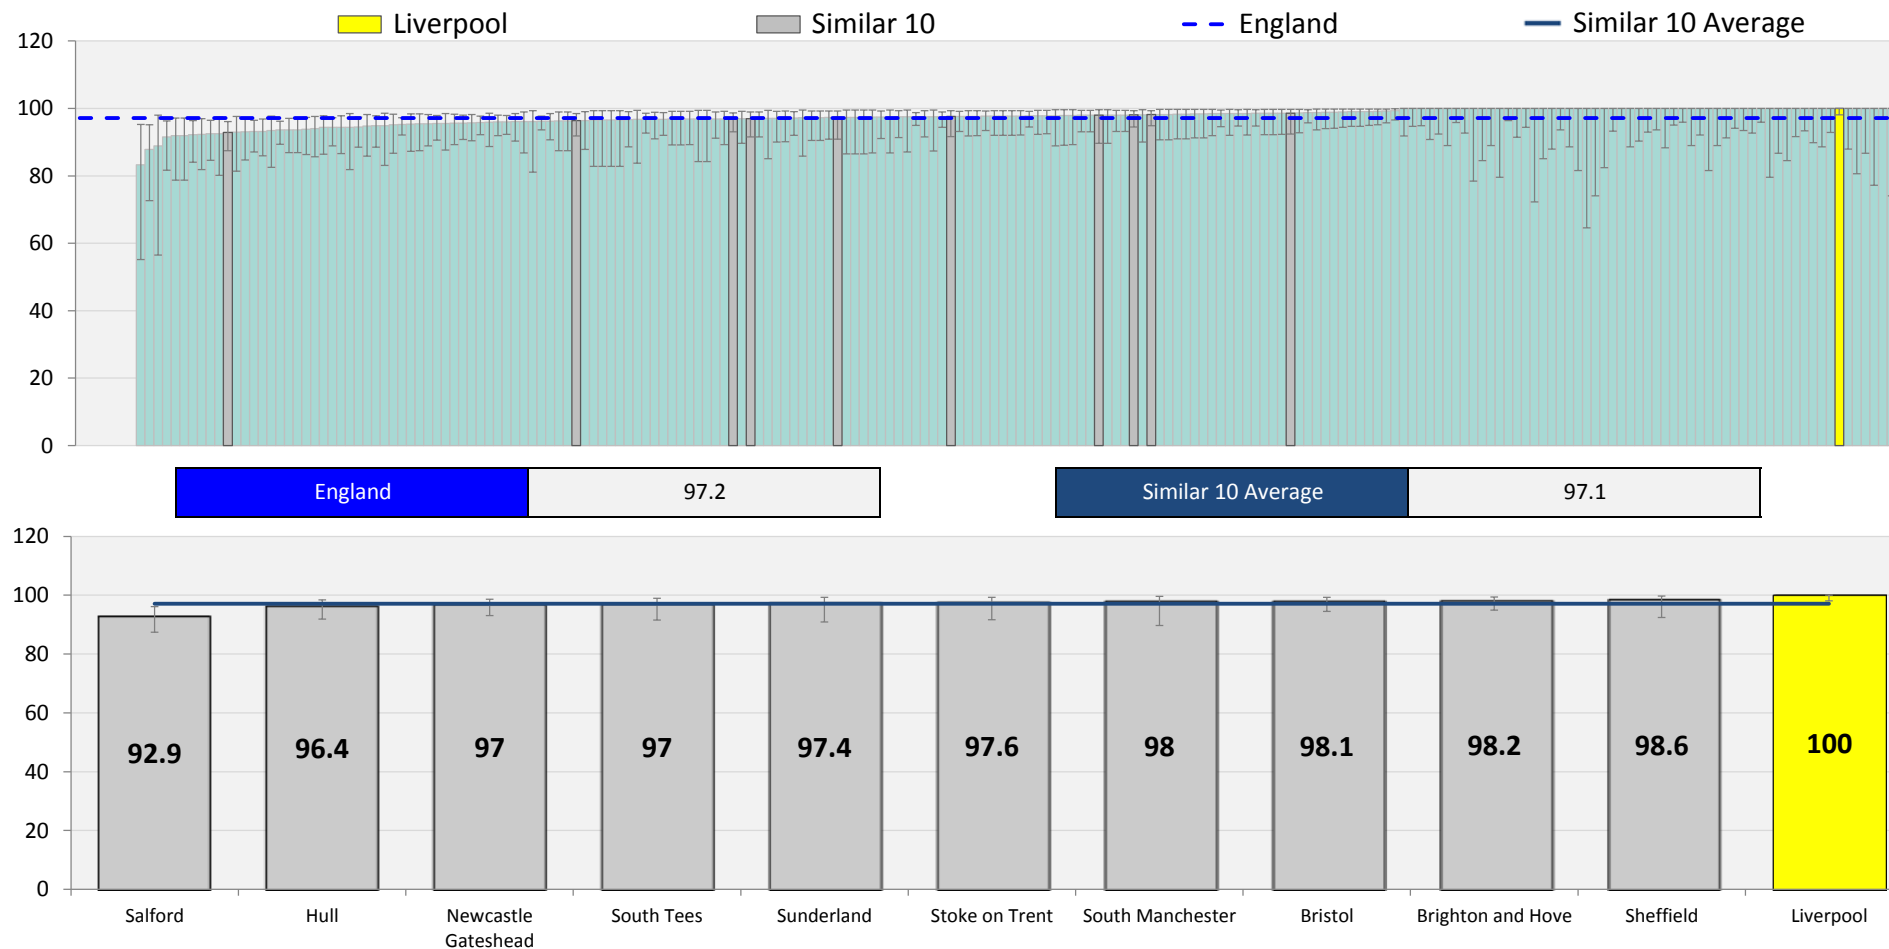 Liverpool Similar 10 England Similar 10 Average
120
100
80
60
40
20
0
England 97.2 Similar 10 Average 97.1
120
100
80
60
40
20
0
92.9 96.4 97 97 97.4 97.6 98 98.1 98.2 98.6 100
Salford Hull Newcastle South Tees Sunderland Stoke on Trent South Manchester Bristol Brighton and Hove Sheffield Liverpool
Gateshead